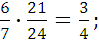 6/7 · 21/24 = 3/4;